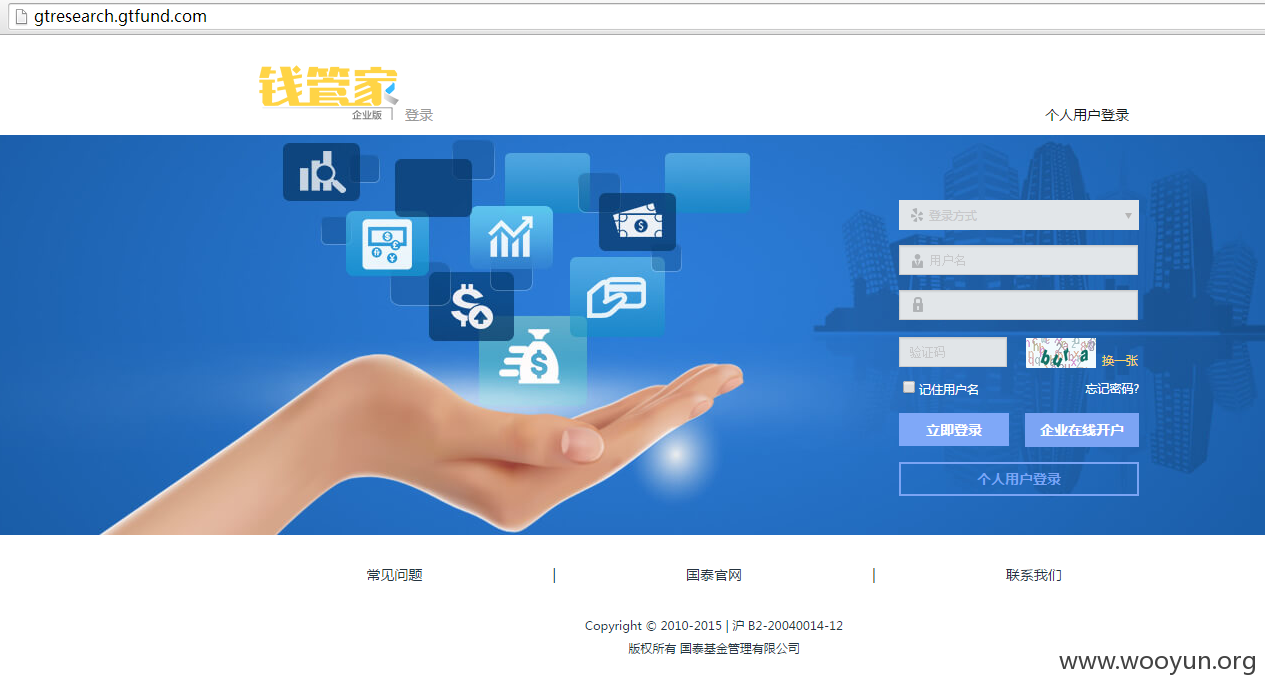 gtresearch.gtfund.com
钱管家
企业版
登录
个人用户登录
登录方式
用户名
验证码
buta
换一张
记住用户名
忘记密码?
立即登录
企业在线开户
个人用户登录
常见问题 | 国泰官网 | 联系我们
Copyright © 2010-2015 | 沪 B2-20040014-12
版权所有 国泰基金管理有限公司
www.wooyun.org